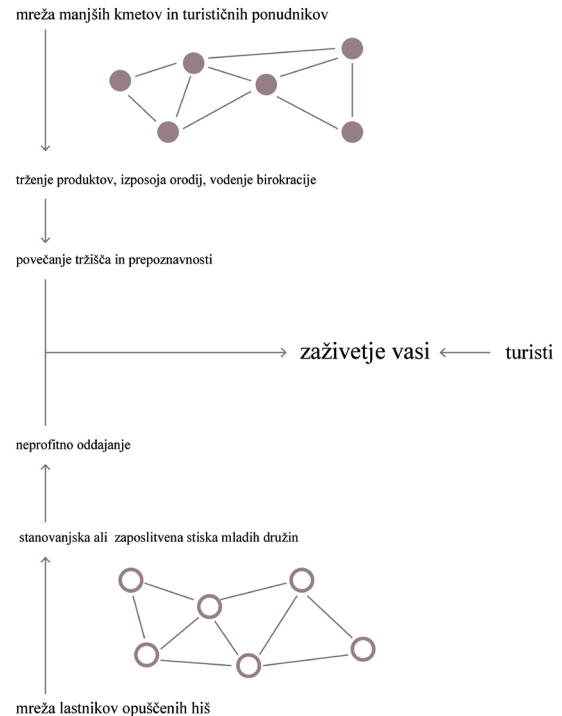 mreža manjših kmetov in turističnih ponudnikov
trženje produktov, izposoja orodij, vodenje birokracije
povečanje tržišča in prepoznavnosti
zaživetje vasi
turisti
neprofitno oddajanje
stanovanjska ali zaposlitvena stiska mladih družin
mreža lastnikov opuščenih hiš